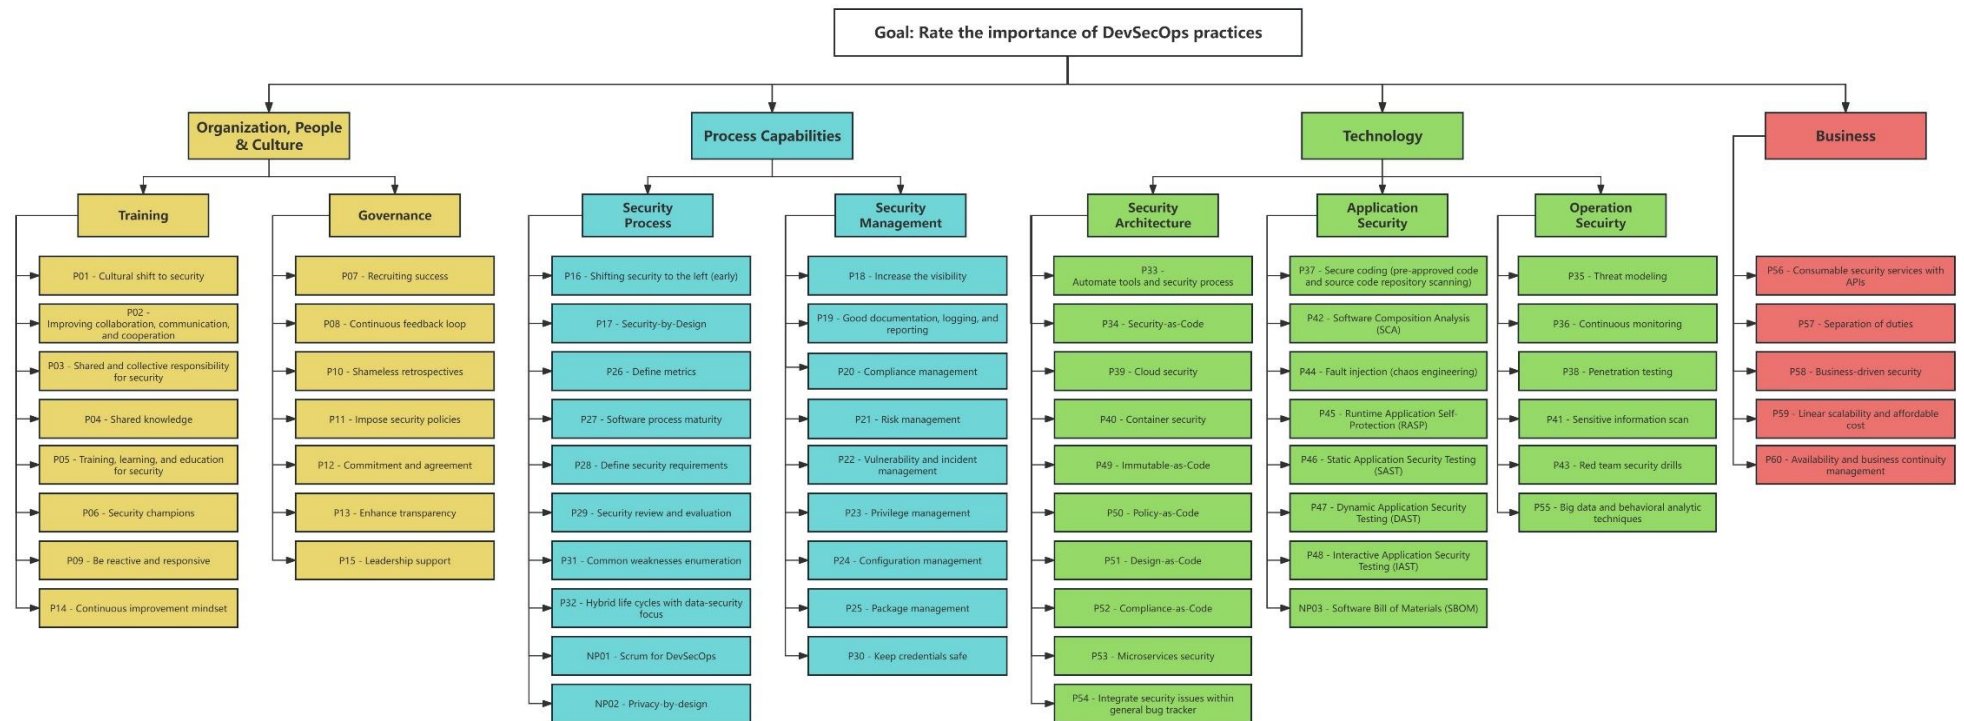 Goal: Rate the importance of DevSecOps practices
Organization, People
& Culture
Process Capabilities
Technology
Business
Training
Governance
Security
Process
Security
Management
Security
Architecture
Application
Security
Operation
Secuirty
P01 - Cultural shift to security
P02 -
Improving collaboration, communication,
and cooperation
P03 - Shared and collective responsibility
for security
P04 - Shared knowledge
P05 - Training, learning, and education
for security
P06 - Security champions
P09 - Be reactive and responsive
P14 - Continuous improvement mindset
P07 - Recruiting success
P08 - Continuous feedback loop
P10 - Shameless retrospectives
P11 - Impose security policies
P12 - Commitment and agreement
P13 - Enhance transparency
P15 - Leadership support
P16 - Shifting security to the left (early)
P17 - Security-by-Design
P26 - Define metrics
P27 - Software process maturity
P28 - Define security requirements
P29 - Security review and evaluation
P31 - Common weaknesses enumeration
P32 - Hybrid life cycles with data-security
focus
NP01 - Scrum for DevSecOps
NP02 - Privacy-by-design
P18 - Increase the visibility
P19 - Good documentation, logging, and
reporting
P20 - Compliance management
P21 - Risk management
P22 - Vulnerability and incident
management
P23 - Privilege management
P24 - Configuration management
P25 - Package management
P30 - Keep credentials safe
P33 -
Automate tools and security process
P34 - Security-as-Code
P39 - Cloud security
P40 - Container security
P49 - Immutable-as-Code
P50 - Policy-as-Code
P51 - Design-as-Code
P52 - Compliance-as-Code
P53 - Microservices security
P54 - Integrate security issues within
general bug tracker
P37 - Secure coding (pre-approved code
and source code repository scanning)
P42 - Software Composition Analysis
(SCA)
P44 - Fault injection (chaos engineering)
P45 - Runtime Application Self-
Protection (RASP)
P46 - Static Application Security Testing
(SAST)
P47 - Dynamic Application Security
Testing (DAST)
P48 - Interactive Application Security
Testing (IAST)
NP03 - Software Bill of Materials (SBOM)
P35 - Threat modeling
P36 - Continuous monitoring
P38 - Penetration testing
P41 - Sensitive information scan
P43 - Red team security drills
P55 - Big data and behavioral analytic
techniques
P56 - Consumable security services with
APIs
P57 - Separation of duties
P58 - Business-driven security
P59 - Linear scalability and affordable
cost
P60 - Availability and business continuity
management